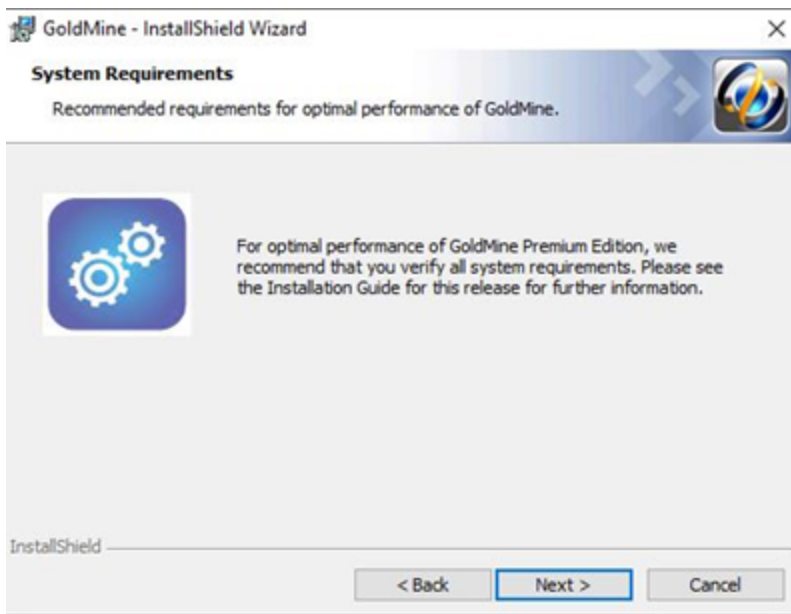 GoldMine - InstallShield Wizard
System Requirements
Recommended requirements for optimal performance of GoldMine.
For optimal performance of GoldMine Premium Edition, we
recommend that you verify all system requirements. Please see
the Installation Guide for this release for further information.
InstallShield
< Back
Next >
Cancel